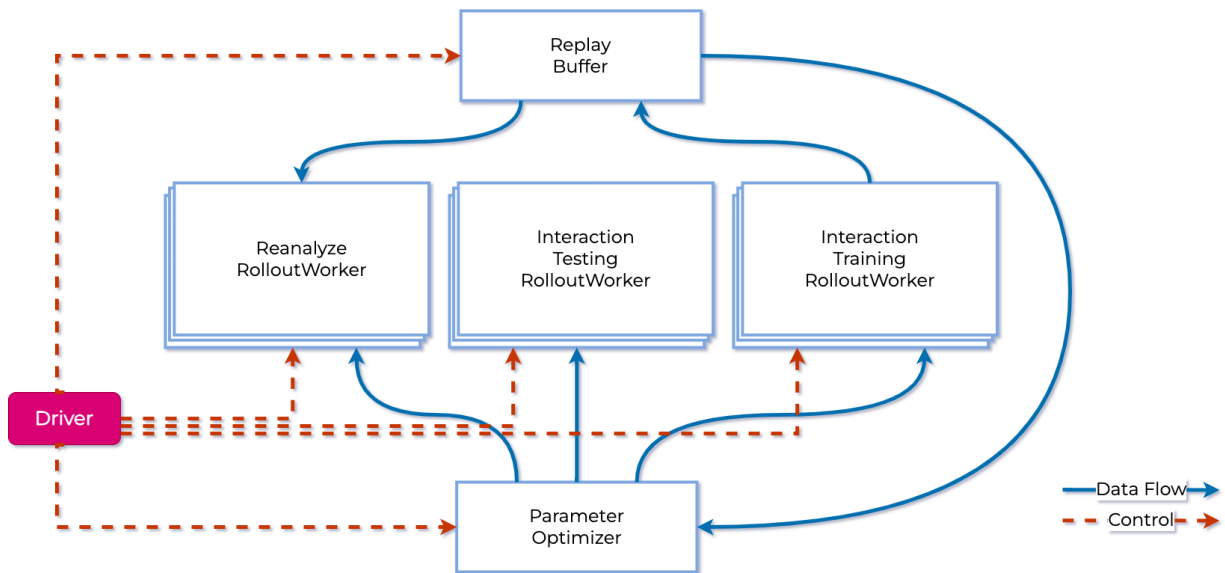 Replay
Buffer
Reanalyze
RolloutWorker
Interaction
Testing
RolloutWorker
Interaction
Training
RolloutWorker
Driver
Parameter
Optimizer
Data Flow
Control